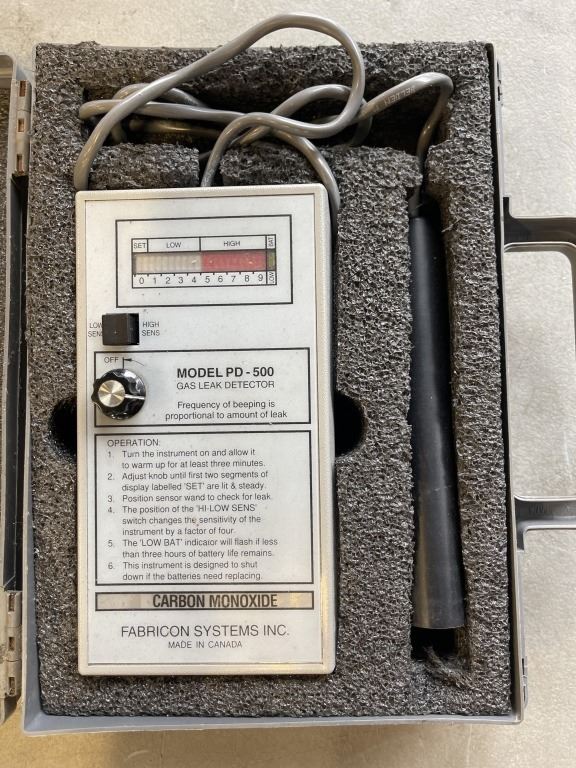 BELDEN
SET LOW HIGH BAT
0 1 2 3 4 5 6 7 8 9 LOW
LOW SENS
HIGH SENS
OFF
MODEL PD - 500
GAS LEAK DETECTOR
Frequency of beeping is
proportional to amount of leak
OPERATION:
1. Turn the instrument on and allow it
to warm up for at least three minutes.
2. Adjust knob until first two segments of
display labelled 'SET' are lit & steady.
3. Position sensor wand to check for leak.
4. The position of the 'HI-LOW SENS'
switch changes the sensitivity of the
instrument by a factor of four.
5. The 'LOW BAT' indicaior will flash if less
than three hours of battery life remains.
6. This instrument is designed to shut
down if the batteries need replacing.
CARBON MONOXIDE
FABRICON SYSTEMS INC.
MADE IN CANADA